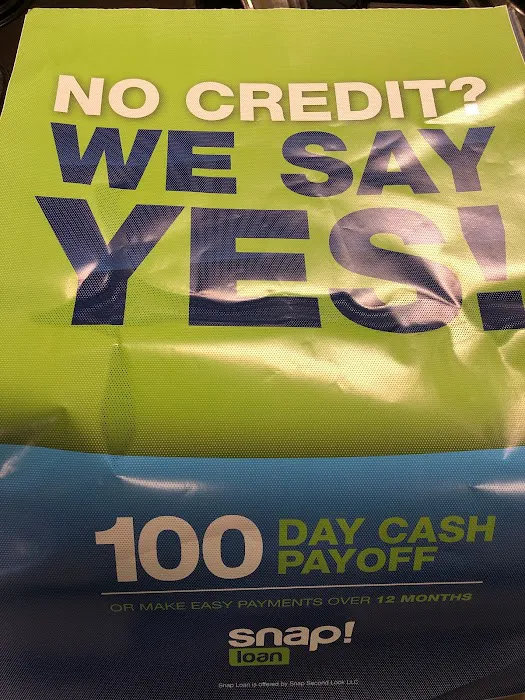 NO CREDIT?
WE SAY
YES!
100 DAY CASH
PAYOFF
OR MAKE EASY PAYMENTS OVER 12 MONTHS
snap!
loan
Snap Loan is offered by Snap Second Look LLC